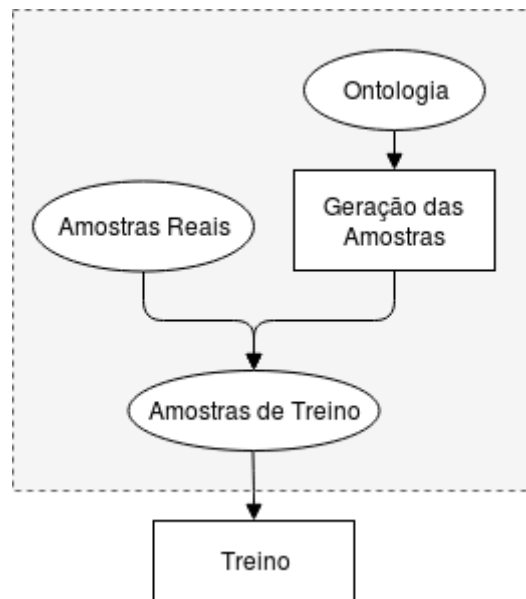 Ontologia
Geração das
Amostras
Amostras Reais
Amostras de Treino
Treino